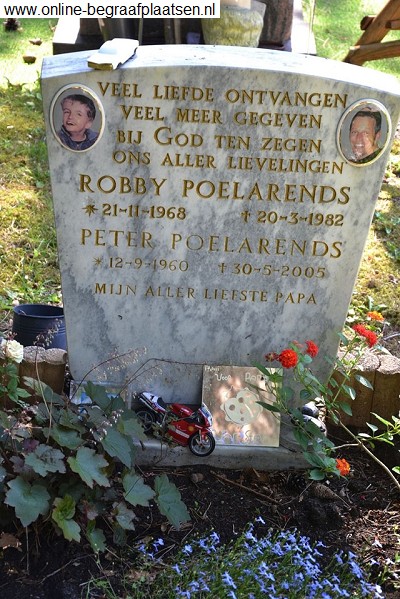 www.online-begraafplaatsen.nl
VEEL LIEFDE ONTVANGEN
VEEL MEER GEGEVEN
BIJ GOD TEN ZEGEN
ONS ALLER LIEVELINGEN
ROBBY POELARENDS
* 21-11-1968 † 20-3-1982
PETER POELARENDS
* 12-9-1960 † 30-5-2005
MIJN ALLER LIEFSTE PAPA
Voor